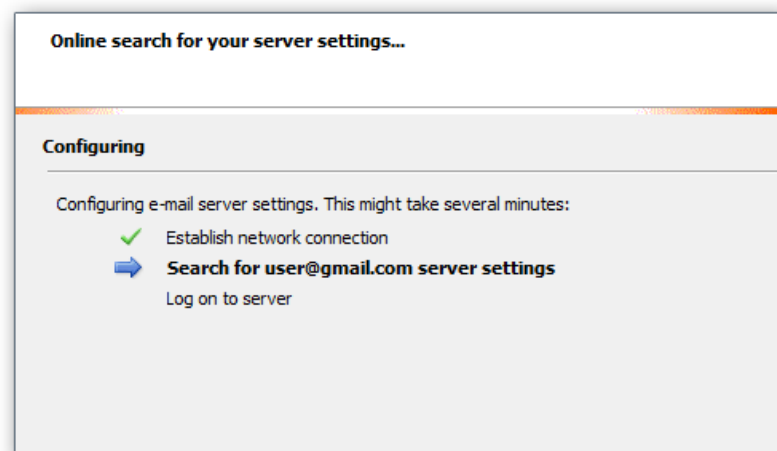 Online search for your server settings...
Configuring
Configuring e-mail server settings. This might take several minutes:
Establish network connection
Search for user@gmail.com server settings
Log on to server